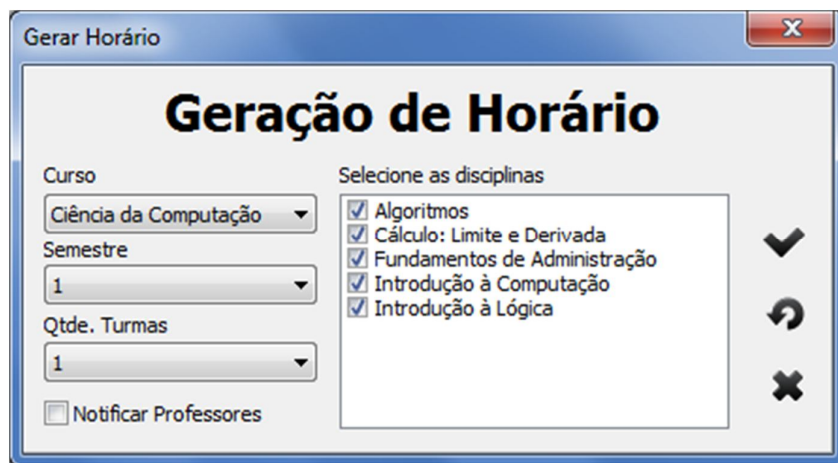 Gerar Horário
Geração de Horário
Curso
Ciência da Computação
Semestre
1
Qtde. Turmas
1
Notificar Professores
Selecione as disciplinas
Algoritmos
Cálculo: Limite e Derivada
Fundamentos de Administração
Introdução à Computação
Introdução à Lógica